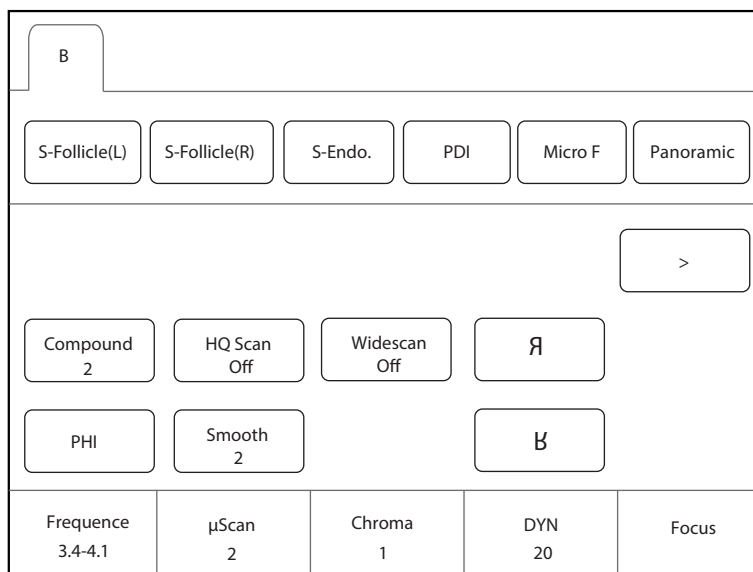 B
S-Follicle(L) S-Follicle(R) S-Endo. PDI Micro F Panoramic
>
Compound HQ Scan Widescan Я
2 Off Off
PHI Smooth ʁ
2
Frequence µScan Chroma DYN Focus
3.4-4.1 2 1 20